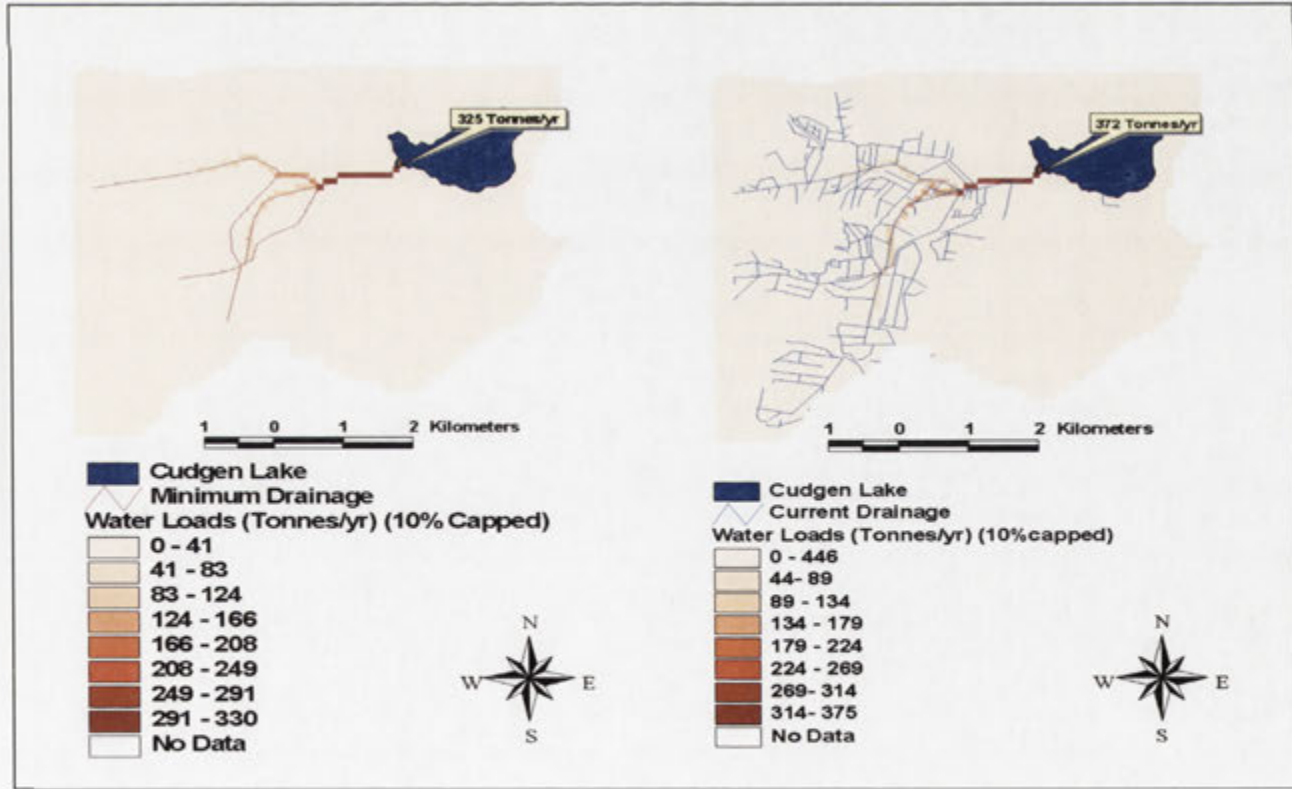 325 Tonnes/yr
1 0 1 2 Kilometers
Cudgen Lake
Minimum Drainage
Water Loads (Tonnes/yr) (10% Capped)
0 - 41
41 - 83
83 - 124
124 - 166
166 - 208
208 - 249
249 - 291
291 - 330
No Data
N
W E
S
372 Tonnes/yr
1 0 1 2 Kilometers
Cudgen Lake
Current Drainage
Water Loads (Tonnes/yr) (10%capped)
0 - 446
44- 89
89 - 134
134 - 179
179 - 224
224 - 269
269- 314
314- 375
No Data
N
W E
S